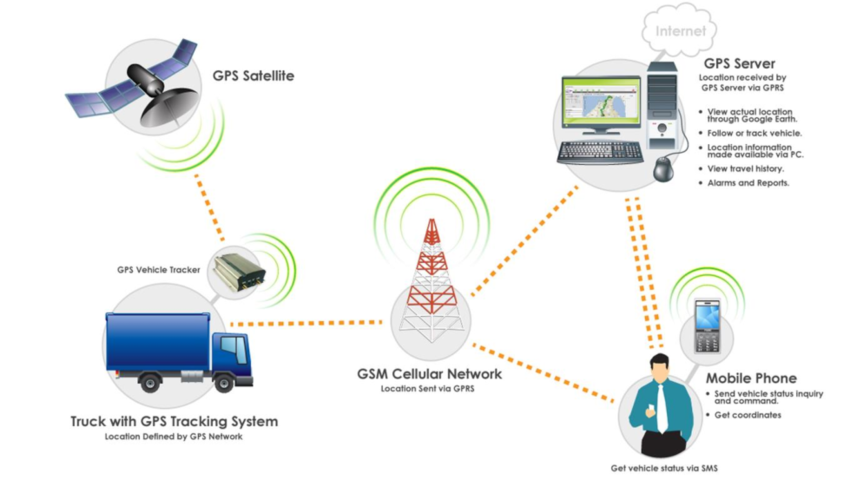 Internet
GPS Satellite
GPS Server
Location received by
GPS Server via GPRS
• View actual location
through Google Earth.
• Follow or track vehicle.
• Location information
made available via PC.
• View travel history.
• Alarms and Reports.
GPS Vehicle Tracker
GSM Cellular Network
Location Sent via GPRS
Truck with GPS Tracking System
Location Defined by GPS Network
Mobile Phone
• Send vehicle status inquiry
and command.
• Get coordinates
Get vehicle status via SMS